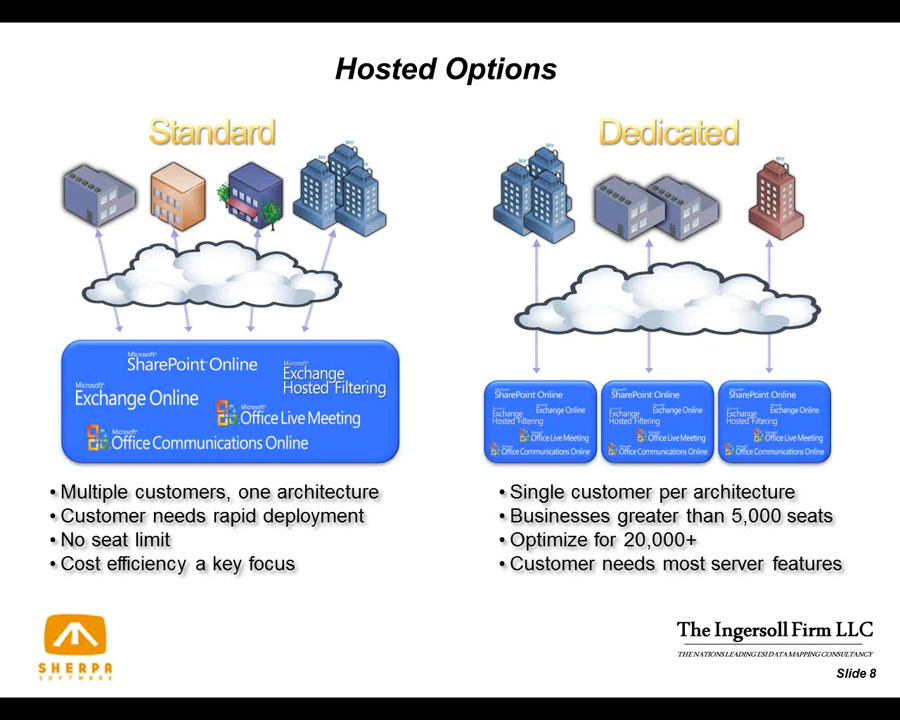 Hosted Options
Standard
Microsoft®
SharePoint® Online
Microsoft®
Exchange
Hosted Filtering
Microsoft®
Exchange Online
Microsoft®
Office Live Meeting
Microsoft®
Office Communications Online
• Multiple customers, one architecture
• Customer needs rapid deployment
• No seat limit
• Cost efficiency a key focus
Dedicated
SharePoint Online
Exchange
Hosted Filtering
Exchange Online
Office Live Meeting
Office Communications Online
SharePoint Online
Exchange
Hosted Filtering
Exchange Online
Office Live Meeting
Office Communications Online
SharePoint Online
Exchange
Hosted Filtering
Exchange Online
Office Live Meeting
Office Communications Online
• Single customer per architecture
• Businesses greater than 5,000 seats
• Optimize for 20,000+
• Customer needs most server features
SHERPA
SOFTWARE
The Ingersoll Firm LLC
THE NATIONS LEADING ESI DATA MAPPING CONSULTANCY
Slide 8